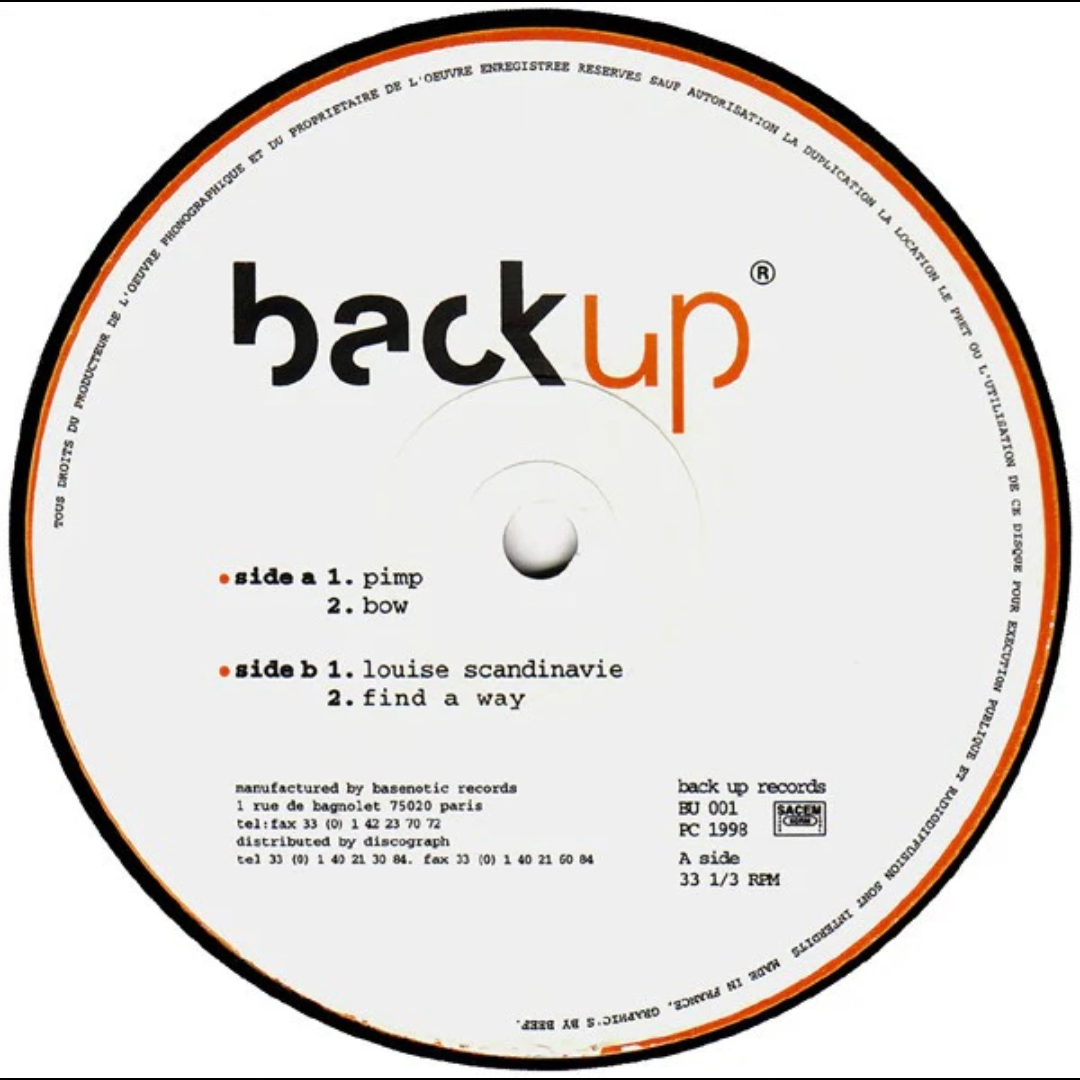 TOUS DROITS DU PRODUCTEUR DE L'OEUVRE PHONOGRAPHIQUE ET DU PROPRIETAIRE DE L'OEUVRE ENREGISTREE RESERVES SAUF AUTORISATION LA DUPLICATION LA LOCATION LE PRET OU L'UTILISATION DE CE DISQUE POUR EXECUTION PUBLIQUE ET RADIODIFFUSION SONT INTERDITS MADE IN FRANCE, GRAPHIC'S BY BEEF.
backup ®
• side a 1. pimp
2. bow
• side b 1. louise scandinavie
2. find a way
manufactured by basenotic records
1 rue de bagnolet 75020 paris
tel:fax 33 (0) 1 42 23 70 72
distributed by discograph
tel 33 (0) 1 40 21 30 84. fax 33 (0) 1 40 21 60 84
back up records
BU 001
PC 1998
SACEM
SDRM
A side
33 1/3 RPM